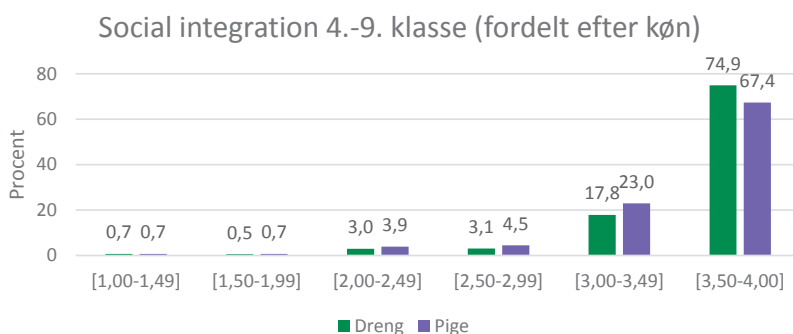 Social integration 4.-9. klasse (fordelt efter køn)
Procent
80
60
40
20
0
0,7 0,7
0,5 0,7
3,0 3,9
3,1 4,5
17,8 23,0
74,9 67,4
[1,00-1,49] [1,50-1,99] [2,00-2,49] [2,50-2,99] [3,00-3,49] [3,50-4,00]
Dreng Pige